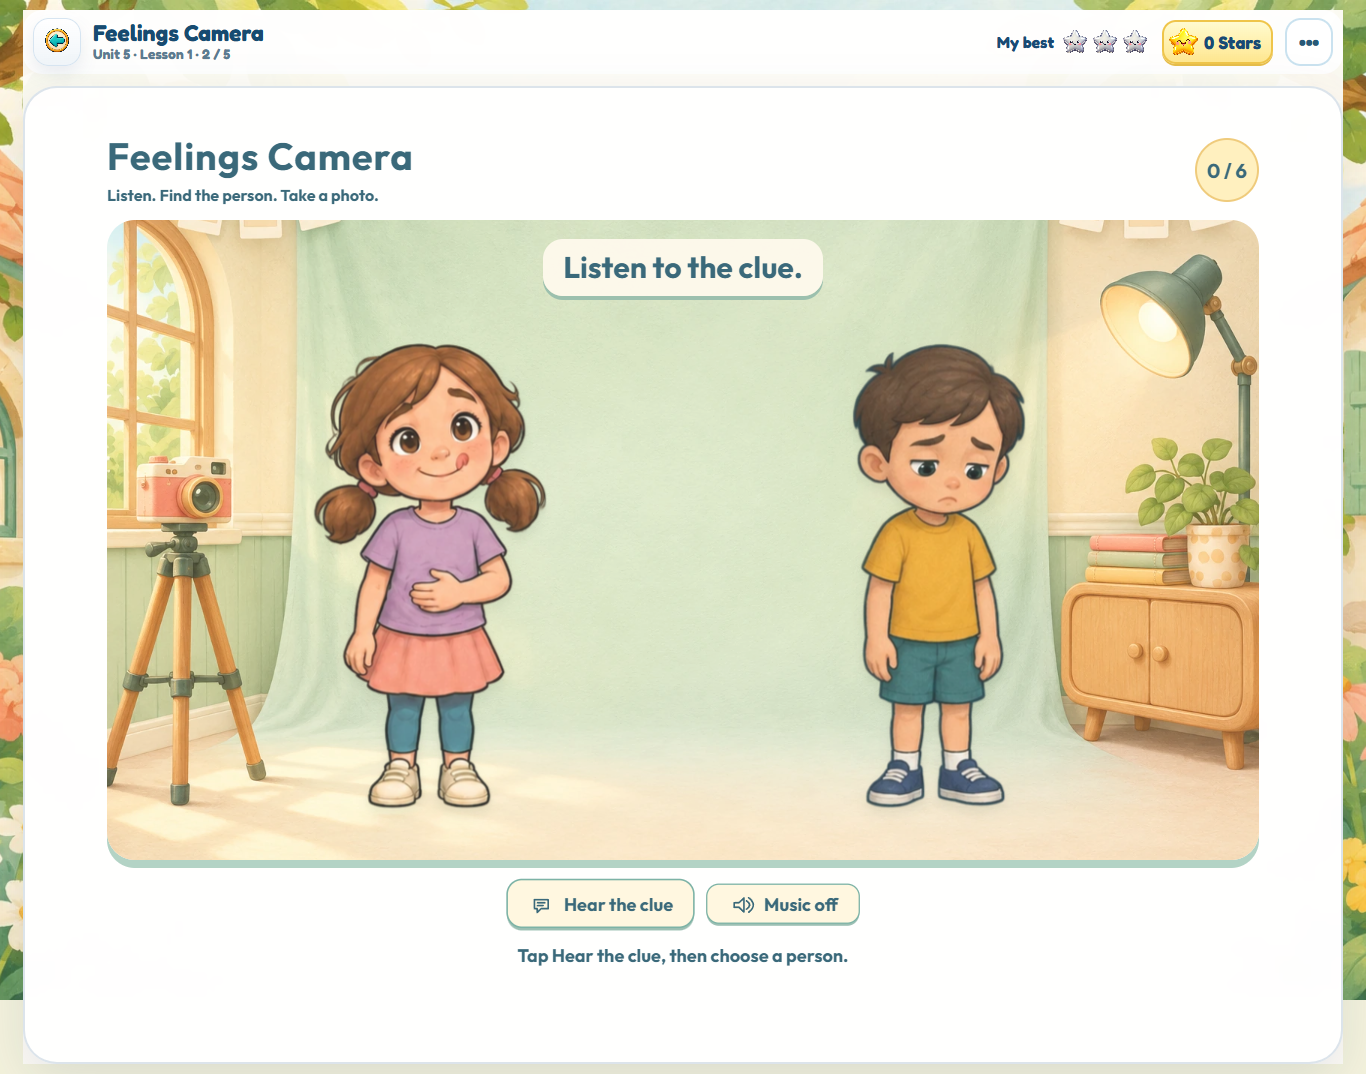 Feelings Camera
Unit 5 · Lesson 1 · 2 / 5
My best
0 Stars
Feelings Camera
Listen. Find the person. Take a photo.
0 / 6
Listen to the clue.
Hear the clue
Music off
Tap Hear the clue, then choose a person.